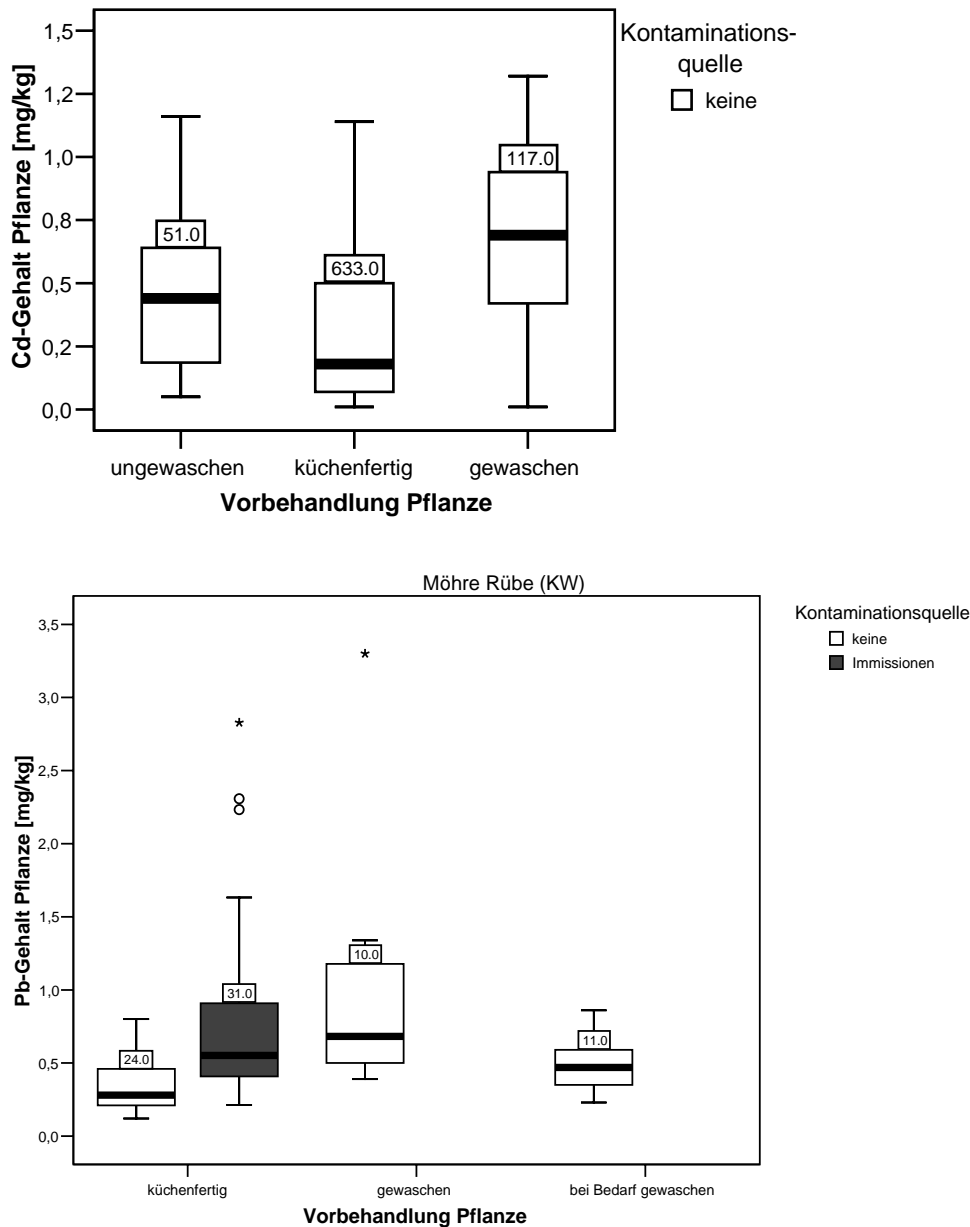 Kontaminations-
quelle
keine
Cd-Gehalt Pflanze [mg/kg]
1,5
1,2
1,0
0,8
0,5
0,2
0,0
51.0
633.0
117.0
ungewaschen
küchenfertig
gewaschen
Vorbehandlung Pflanze
Möhre Rübe (KW)
Kontaminationsquelle
keine
Immissionen
Pb-Gehalt Pflanze [mg/kg]
3,5
3,0
2,5
2,0
1,5
1,0
0,5
0,0
24.0
31.0
10.0
11.0
küchenfertig
gewaschen
bei Bedarf gewaschen
Vorbehandlung Pflanze